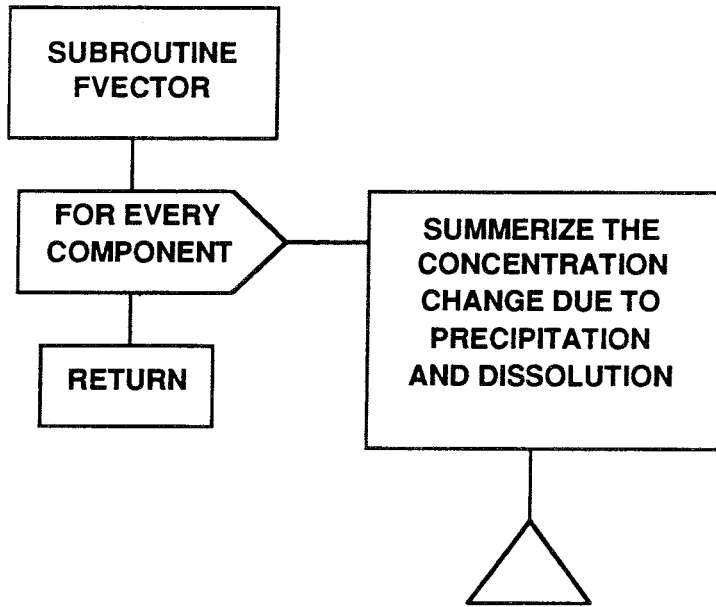 SUBROUTINE
FVECTOR
FOR EVERY
COMPONENT
RETURN
SUMMERIZE THE
CONCENTRATION
CHANGE DUE TO
PRECIPITATION
AND DISSOLUTION